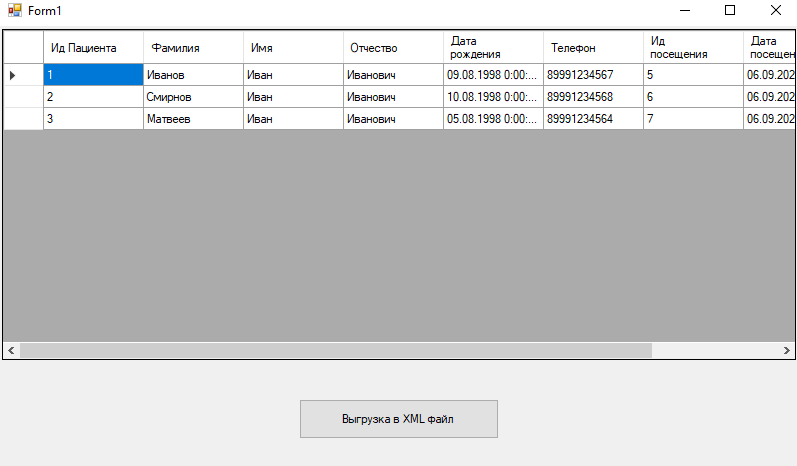 Form1
Ид Пациента Фамилия Имя Отчество Дата рождения Телефон Ид посещения Дата посещен
1 Иванов Иван Иванович 09.08.1998 0:00:... 89991234567 5 06.09.202
2 Смирнов Иван Иванович 10.08.1998 0:00:... 89991234568 6 06.09.202
3 Матвеев Иван Иванович 05.08.1998 0:00:... 89991234564 7 06.09.202
Выгрузка в XML файл